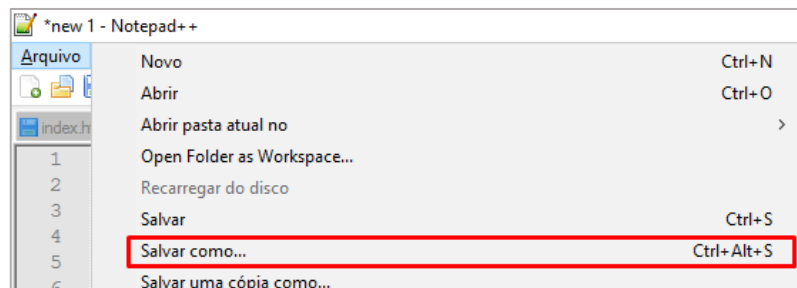 *new 1 - Notepad++
Arquivo
Novo Ctrl+N
Abrir Ctrl+O
Abrir pasta atual no
Open Folder as Workspace...
Recarregar do disco
Salvar Ctrl+S
Salvar como... Ctrl+Alt+S
Salvar uma cópia como...
index.h
1
2
3
4
5
6